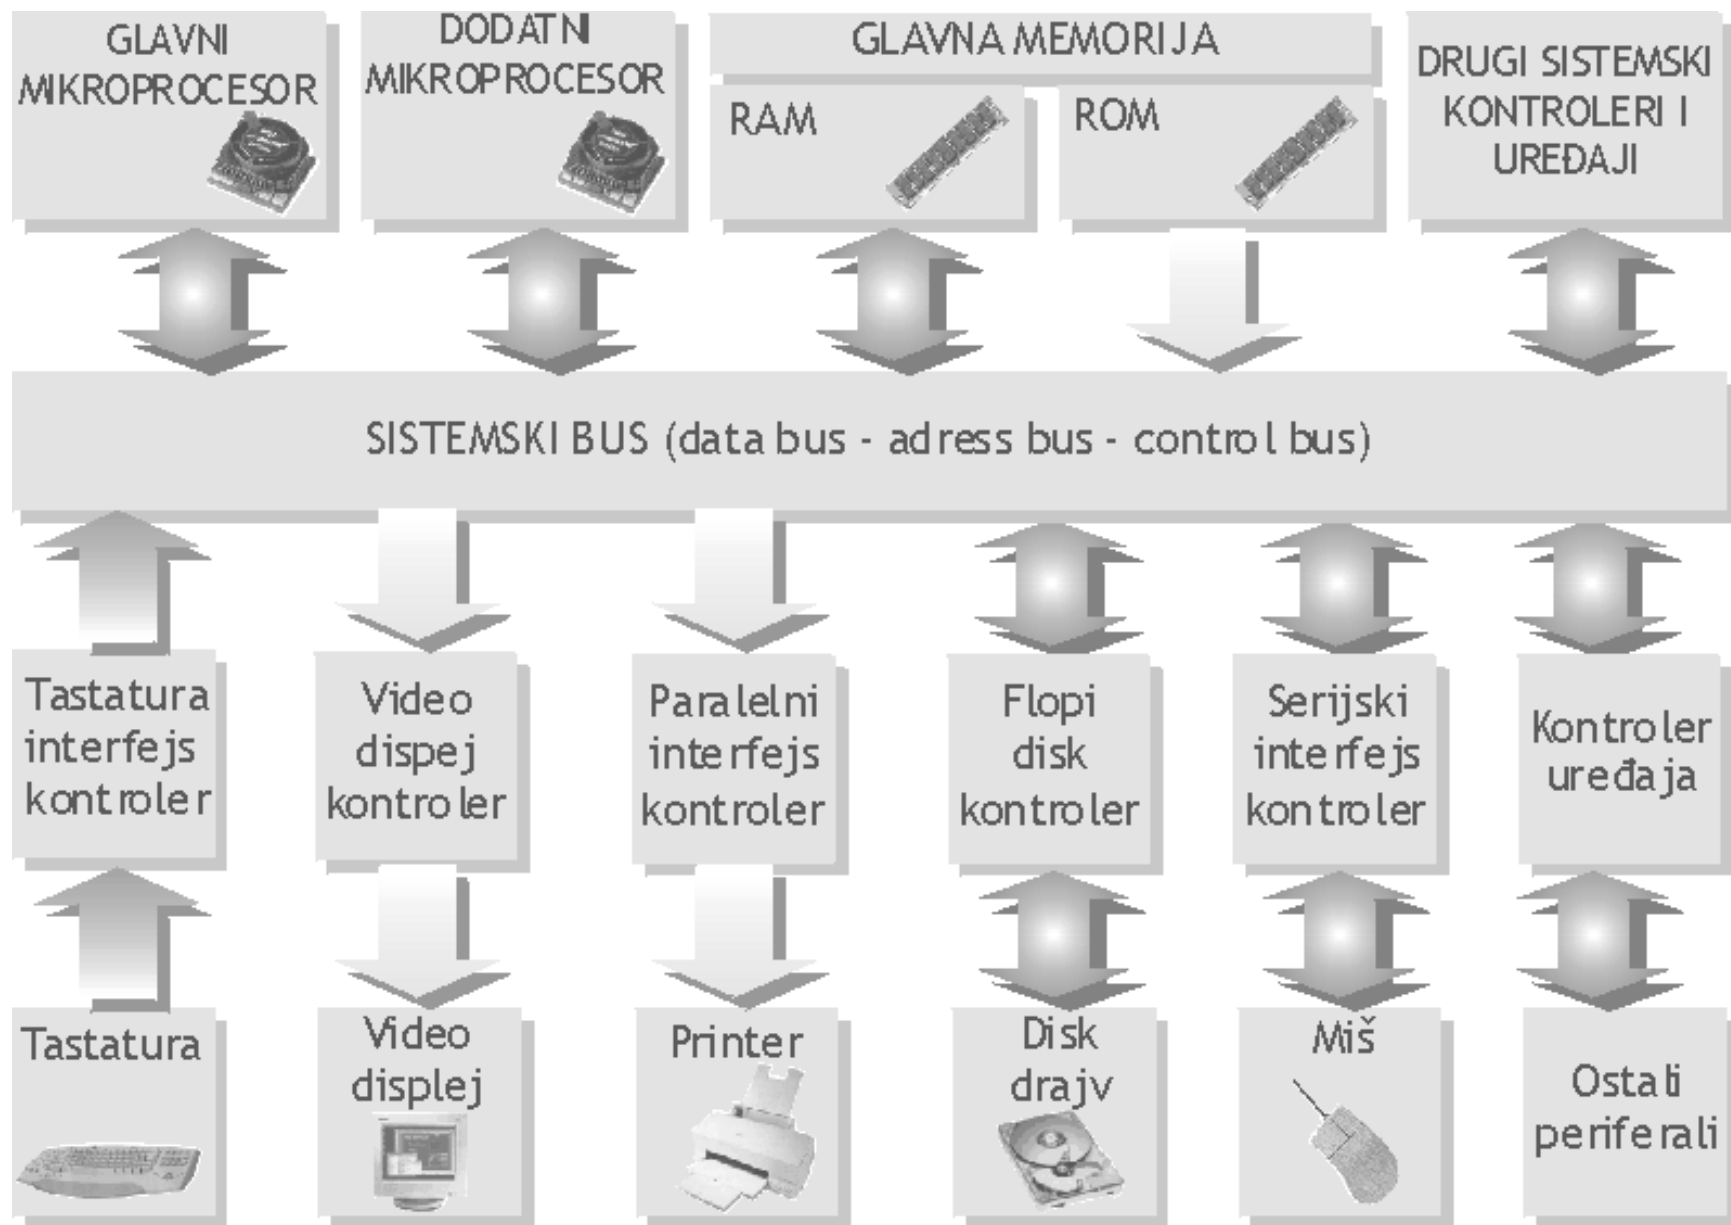 GLAVNI
MIKROPROCESOR
DODATNI
MIKROPROCESOR
GLAVNA MEMORIJA
RAM
ROM
DRUGI SISTEMSKI
KONTROLERI I
UREĐAJI
SISTEMSKI BUS (data bus - adress bus - control bus)
Tastatura
interfejs
kontroler
Video
dispej
kontroler
Paralelni
interfejs
kontroler
Flopi
disk
kontroler
Serijski
interfejs
kontroler
Kontroler
uređaja
Tastatura
Video
displej
Printer
Disk
drajv
Miš
Ostali
periferali